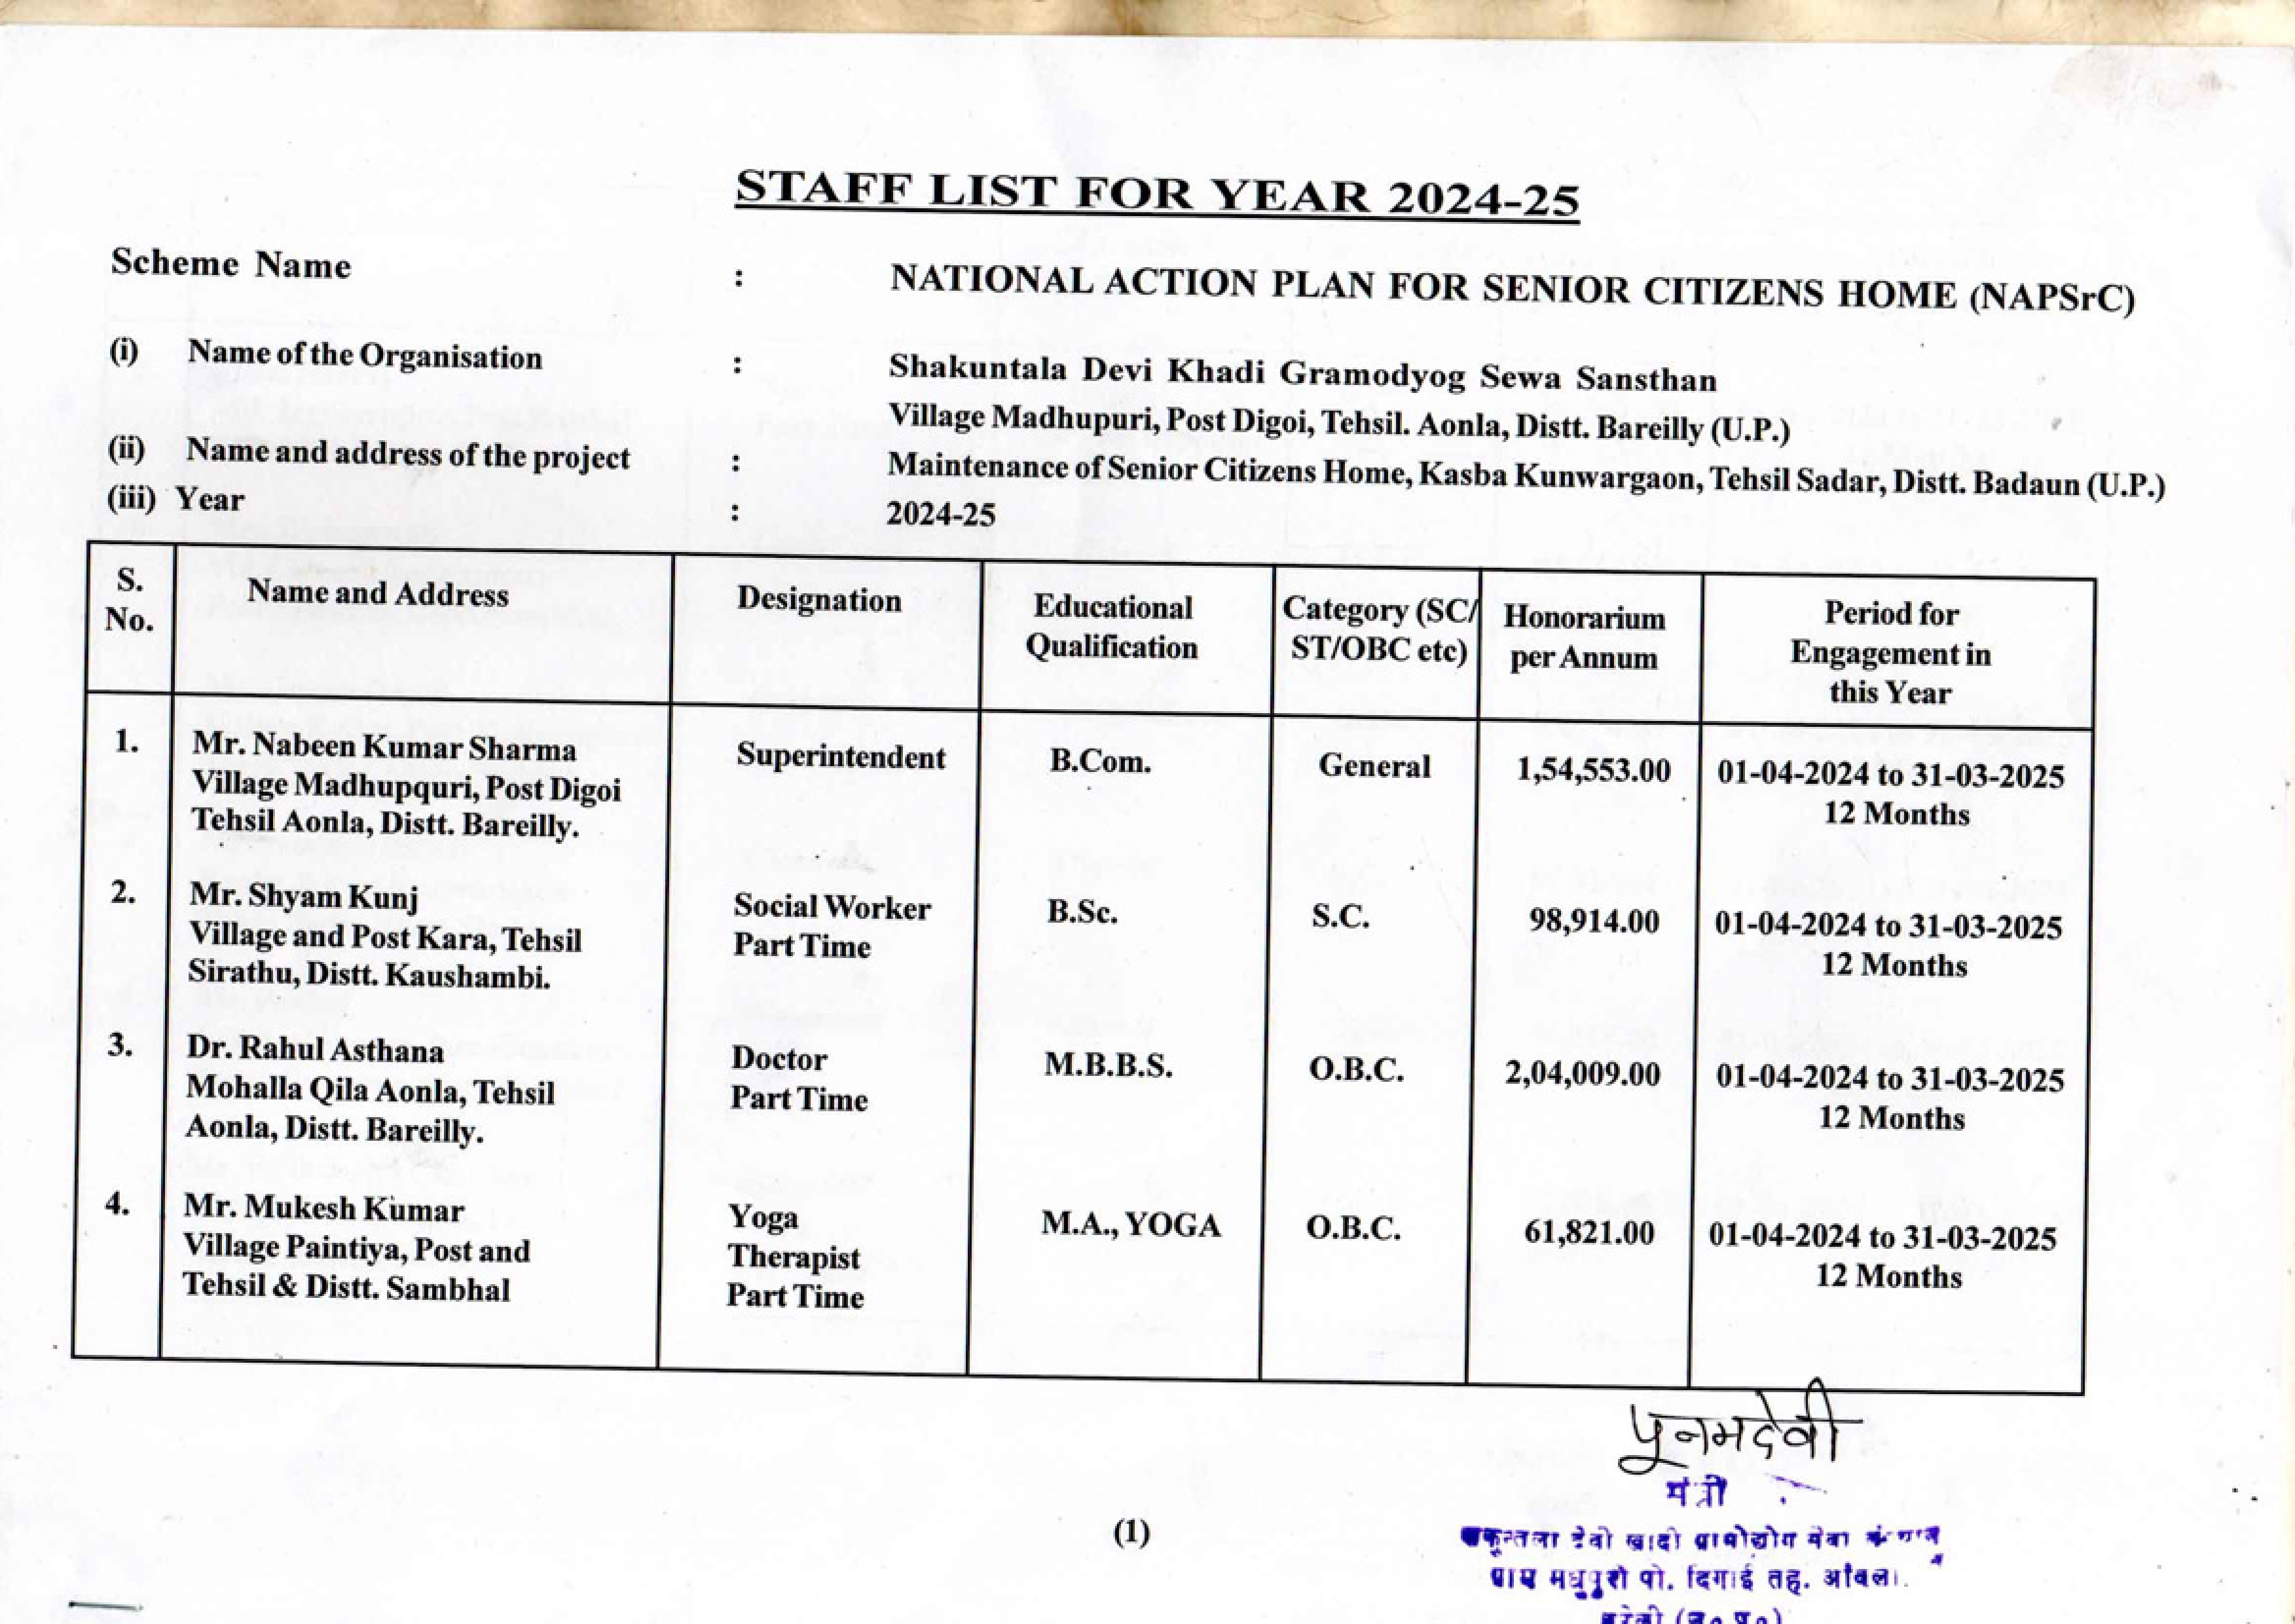 STAFF LIST FOR YEAR 2024-25
Scheme Name : NATIONAL ACTION PLAN FOR SENIOR CITIZENS HOME (NAPSrC)
(i) Name of the Organisation : Shakuntala Devi Khadi Gramodyog Sewa Sansthan
Village Madhupuri, Post Digoi, Tehsil. Aonla, Distt. Bareilly (U.P.)
(ii) Name and address of the project : Maintenance of Senior Citizens Home, Kasba Kunwargaon, Tehsil Sadar, Distt. Badaun (U.P.)
(iii) Year : 2024-25
S. No. Name and Address Designation Educational Qualification Category (SC/ ST/OBC etc) Honorarium per Annum Period for Engagement in this Year
1. Mr. Nabeen Kumar Sharma Superintendent B.Com. General 1,54,553.00 01-04-2024 to 31-03-2025
Village Madhupquri, Post Digoi 12 Months
Tehsil Aonla, Distt. Bareilly.
2. Mr. Shyam Kunj Social Worker B.Sc. S.C. 98,914.00 01-04-2024 to 31-03-2025
Village and Post Kara, Tehsil Part Time 12 Months
Sirathu, Distt. Kaushambi.
3. Dr. Rahul Asthana Doctor M.B.B.S. O.B.C. 2,04,009.00 01-04-2024 to 31-03-2025
Mohalla Qila Aonla, Tehsil Part Time 12 Months
Aonla, Distt. Bareilly.
4. Mr. Mukesh Kumar Yoga M.A., YOGA O.B.C. 61,821.00 01-04-2024 to 31-03-2025
Village Paintiya, Post and Therapist 12 Months
Tehsil & Distt. Sambhal Part Time
पूनमदेवी
मंत्री
(1)
देवी खादी ग्रामोद्योग सेवा
ग्राम मधुपुरी पो. दिगाई तह. आंवला
बरेली (उ० प्र०)